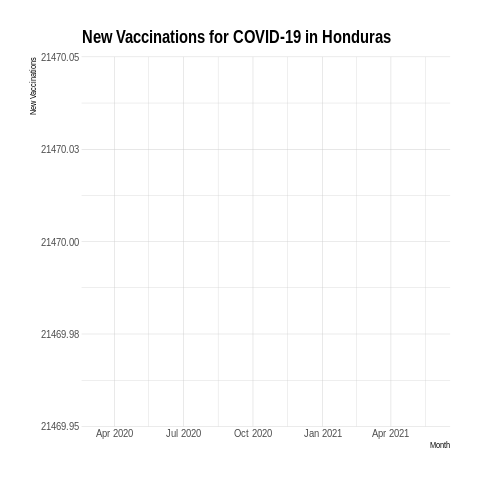 New Vaccinations for COVID-19 in Honduras
New Vaccinations
21470.05
21470.03
21470.00
21469.98
21469.95
Apr 2020 Jul 2020 Oct 2020 Jan 2021 Apr 2021
Month